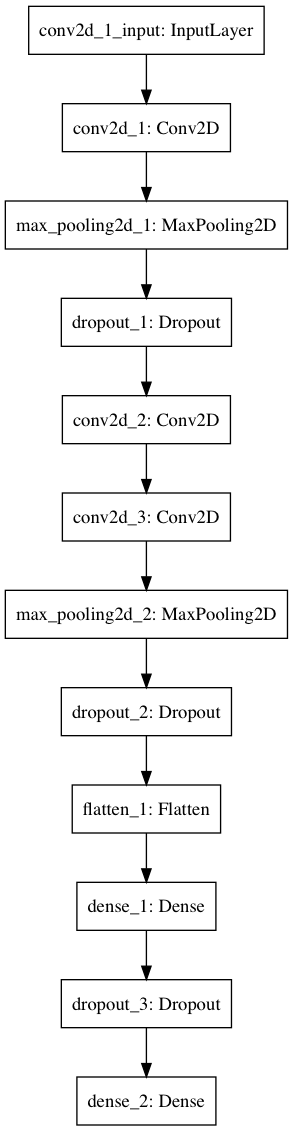 conv2d_1_input: InputLayer
conv2d_1: Conv2D
max_pooling2d_1: MaxPooling2D
dropout_1: Dropout
conv2d_2: Conv2D
conv2d_3: Conv2D
max_pooling2d_2: MaxPooling2D
dropout_2: Dropout
flatten_1: Flatten
dense_1: Dense
dropout_3: Dropout
dense_2: Dense